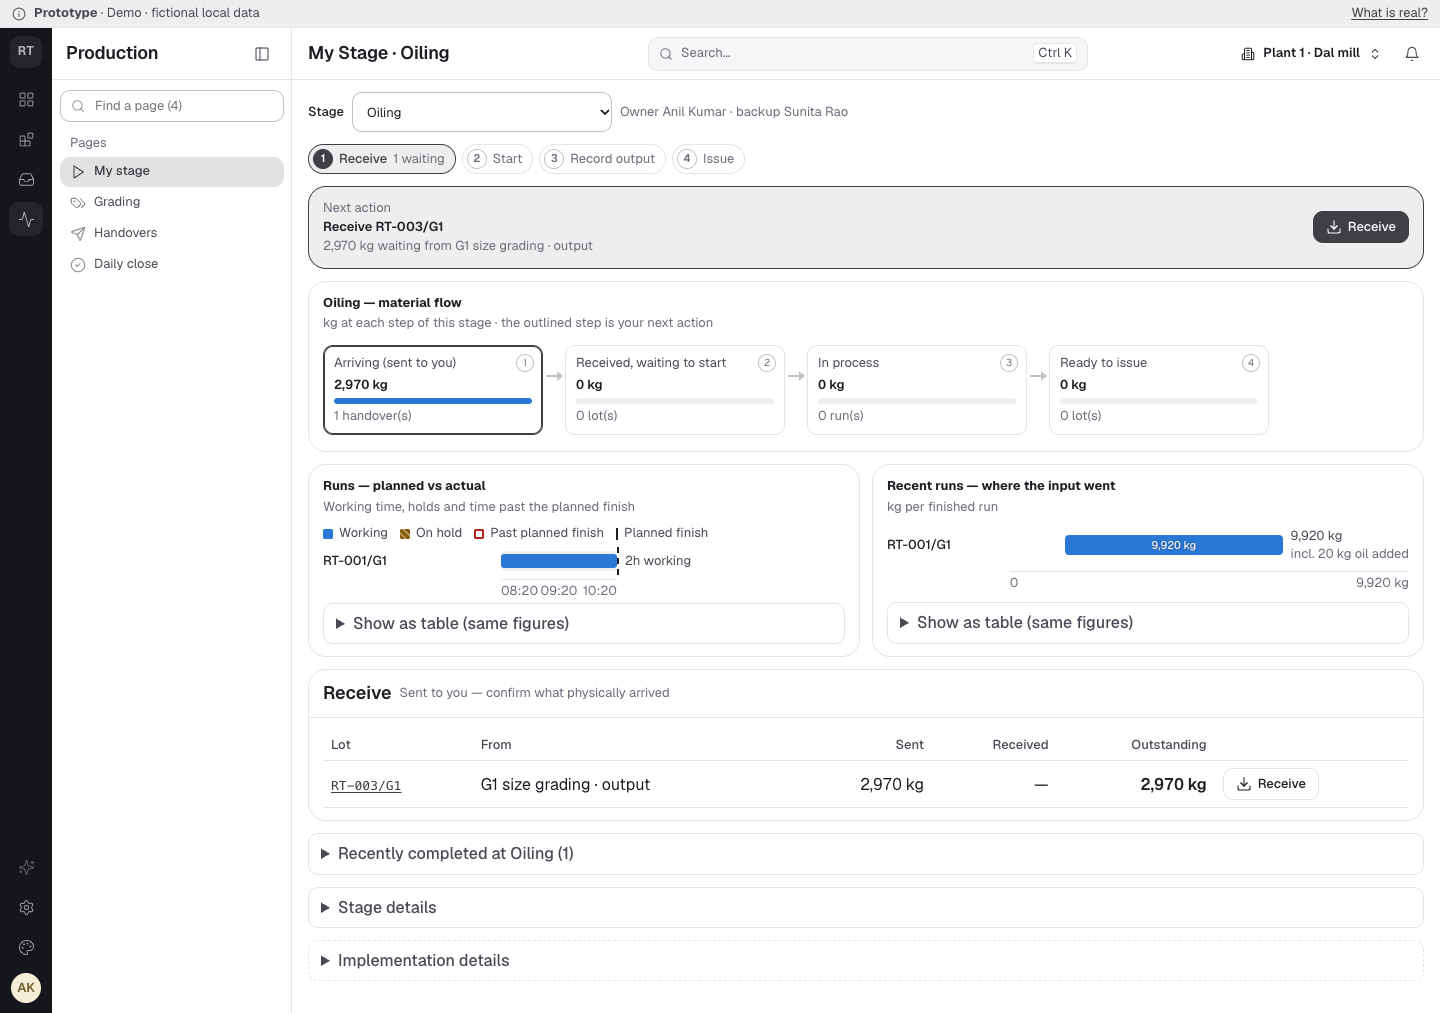 Prototype · Demo · fictional local data
What is real?
RT
Production
My Stage · Oiling
Search...
Ctrl K
Plant 1 · Dal mill
Find a page (4)
Pages
My stage
Grading
Handovers
Daily close
AK
Stage
Oiling
Owner Anil Kumar · backup Sunita Rao
1 Receive 1 waiting
2 Start
3 Record output
4 Issue
Next action
Receive RT-003/G1
2,970 kg waiting from G1 size grading · output
Receive
Oiling — material flow
kg at each step of this stage · the outlined step is your next action
Arriving (sent to you) 1
2,970 kg
1 handover(s)
Received, waiting to start 2
0 kg
0 lot(s)
In process 3
0 kg
0 run(s)
Ready to issue 4
0 kg
0 lot(s)
Runs — planned vs actual
Working time, holds and time past the planned finish
Working On hold Past planned finish Planned finish
RT-001/G1 2h working
08:20 09:20 10:20
Show as table (same figures)
Recent runs — where the input went
kg per finished run
RT-001/G1 9,920 kg 9,920 kg
incl. 20 kg oil added
0 9,920 kg
Show as table (same figures)
Receive Sent to you — confirm what physically arrived
Lot From Sent Received Outstanding
RT-003/G1 G1 size grading · output 2,970 kg — 2,970 kg Receive
Recently completed at Oiling (1)
Stage details
Implementation details